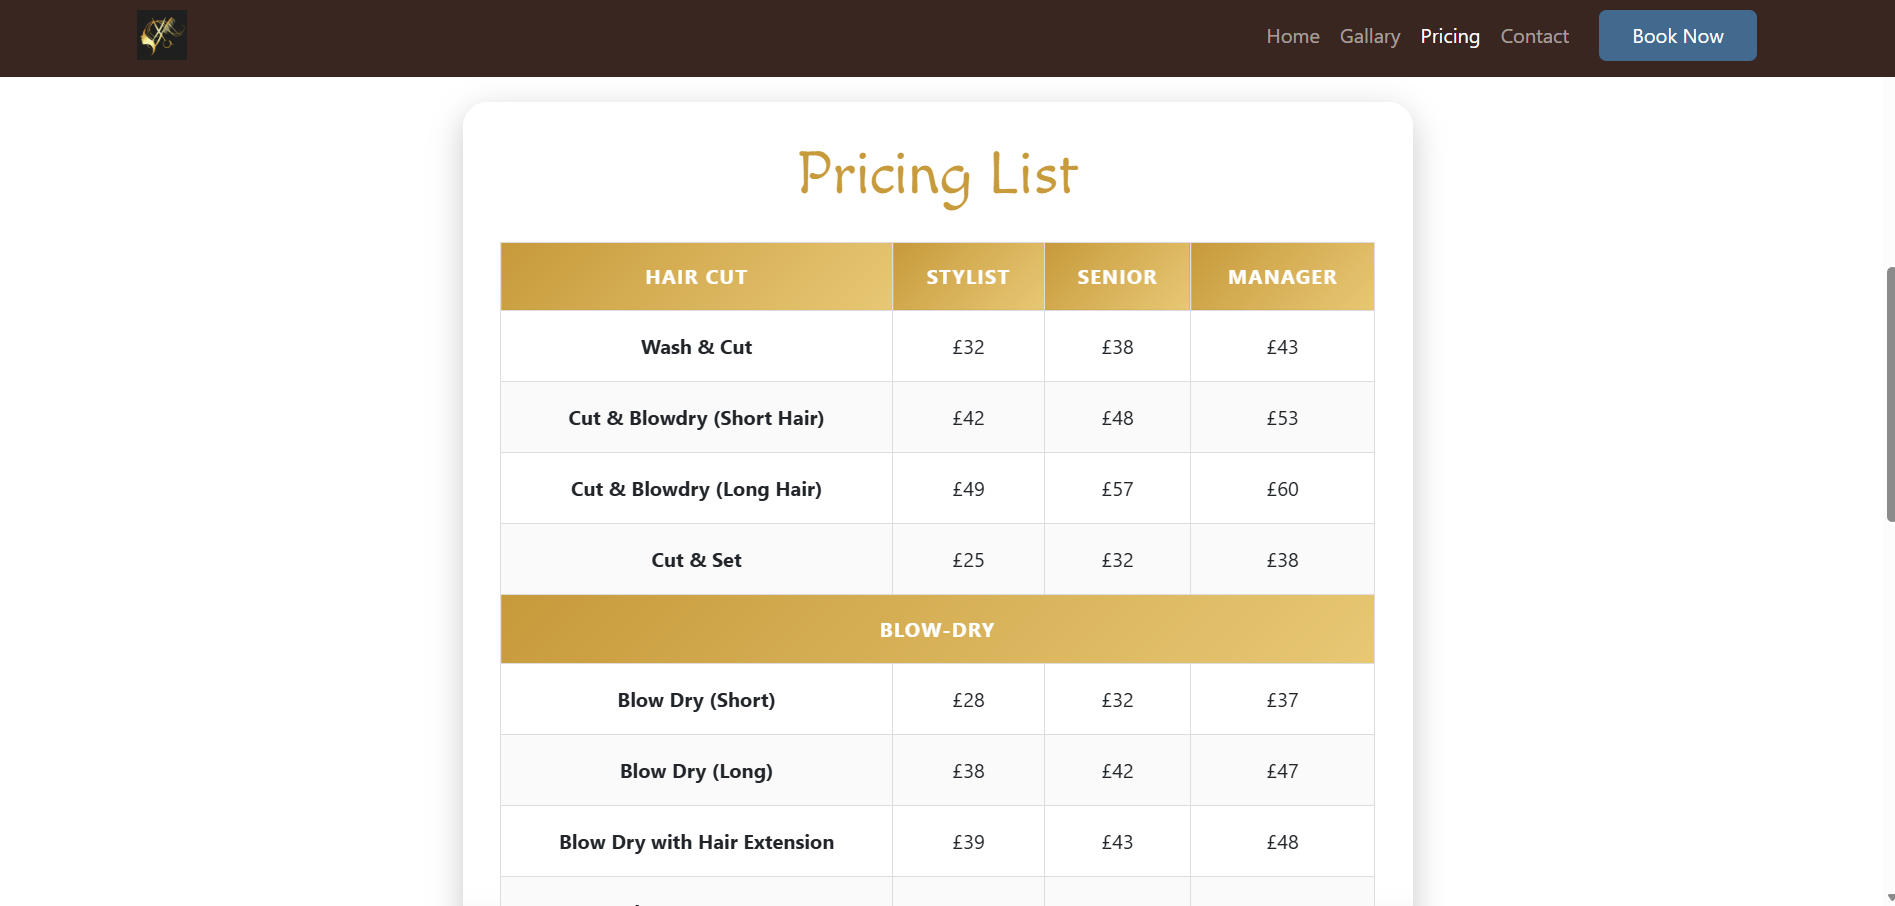 Home Gallary Pricing Contact Book Now
Pricing List
HAIR CUT STYLIST SENIOR MANAGER
Wash & Cut £32 £38 £43
Cut & Blowdry (Short Hair) £42 £48 £53
Cut & Blowdry (Long Hair) £49 £57 £60
Cut & Set £25 £32 £38
BLOW-DRY
Blow Dry (Short) £28 £32 £37
Blow Dry (Long) £38 £42 £47
Blow Dry with Hair Extension £39 £43 £48